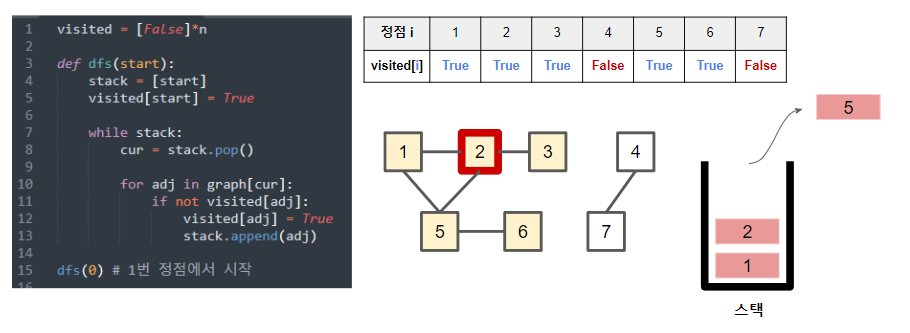 1 visited = [False]*n
2
3 def dfs(start):
4 stack = [start]
5 visited[start] = True
6
7 while stack:
8 cur = stack.pop()
9
10 for adj in graph[cur]:
11 if not visited[adj]:
12 visited[adj] = True
13 stack.append(adj)
14
15 dfs(0) # 1번 정점에서 시작
16
정점 i 1 2 3 4 5 6 7
visited[i] True True True False True True False
5
1 2 3 4
5 6 7
2
1
스택